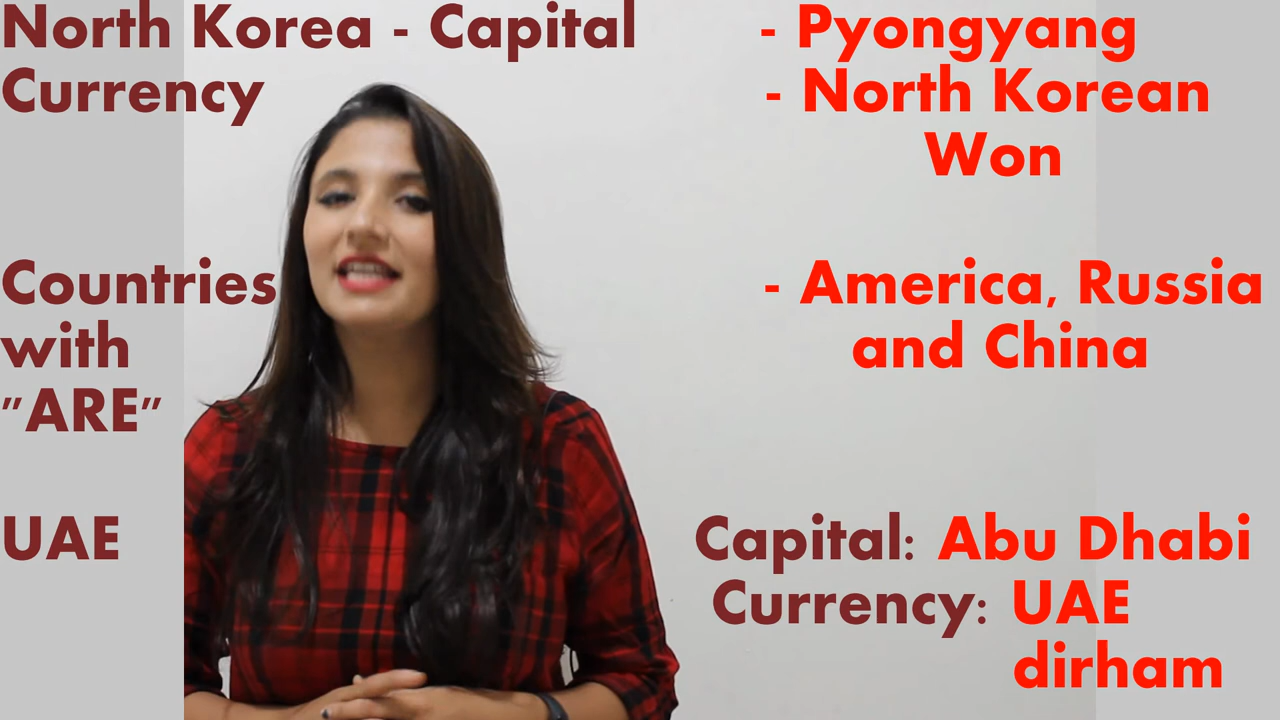 North Korea - Capital - Pyongyang
Currency - North Korean
Won
Countries - America, Russia
with and China
"ARE"
UAE Capital: Abu Dhabi
Currency: UAE
dirham